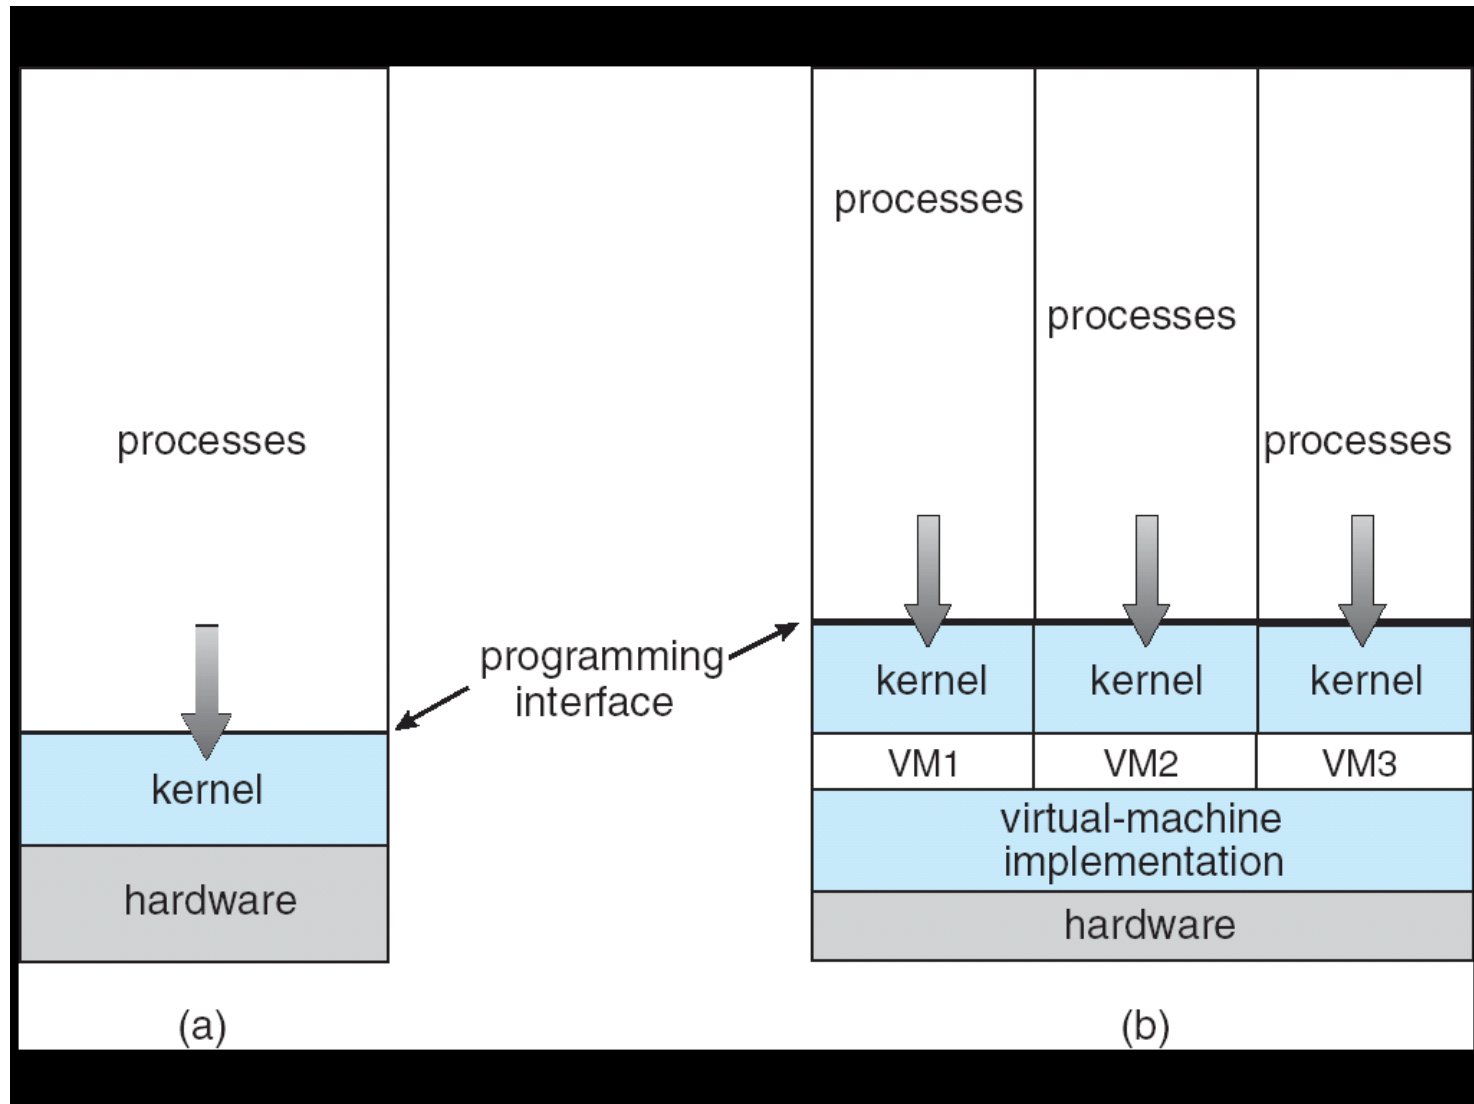 processes
kernel
hardware
(a)
programming
interface
processes
processes
processes
kernel
kernel
kernel
VM1
VM2
VM3
virtual-machine
implementation
hardware
(b)